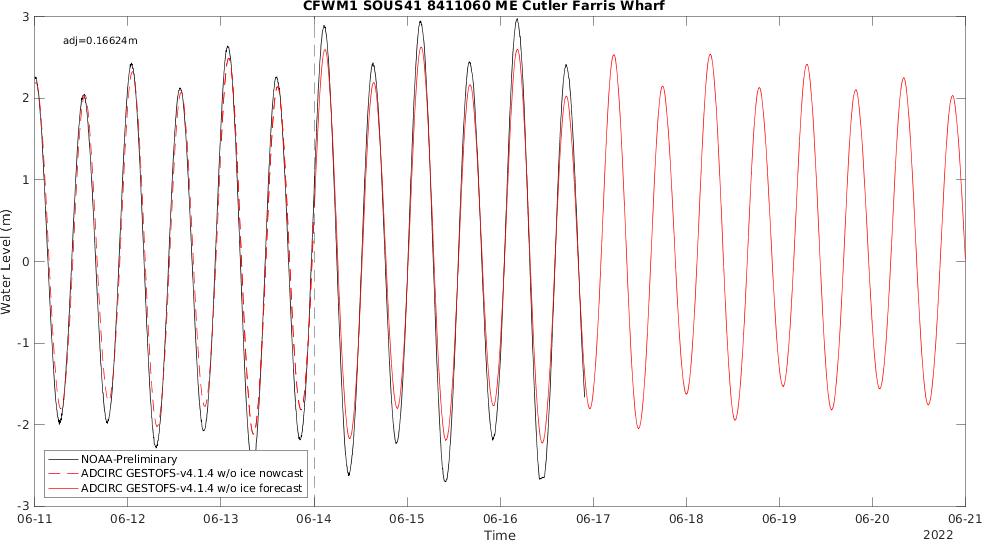 CFWM1 SOUS41 8411060 ME Cutler Farris Wharf
adj=0.16624m
3
2
1
0
-1
-2
-3
Water Level (m)
NOAA-Preliminary
ADCIRC GESTOFS-v4.1.4 w/o ice nowcast
ADCIRC GESTOFS-v4.1.4 w/o ice forecast
06-11 06-12 06-13 06-14 06-15 06-16 06-17 06-18 06-19 06-20 06-21
Time
2022